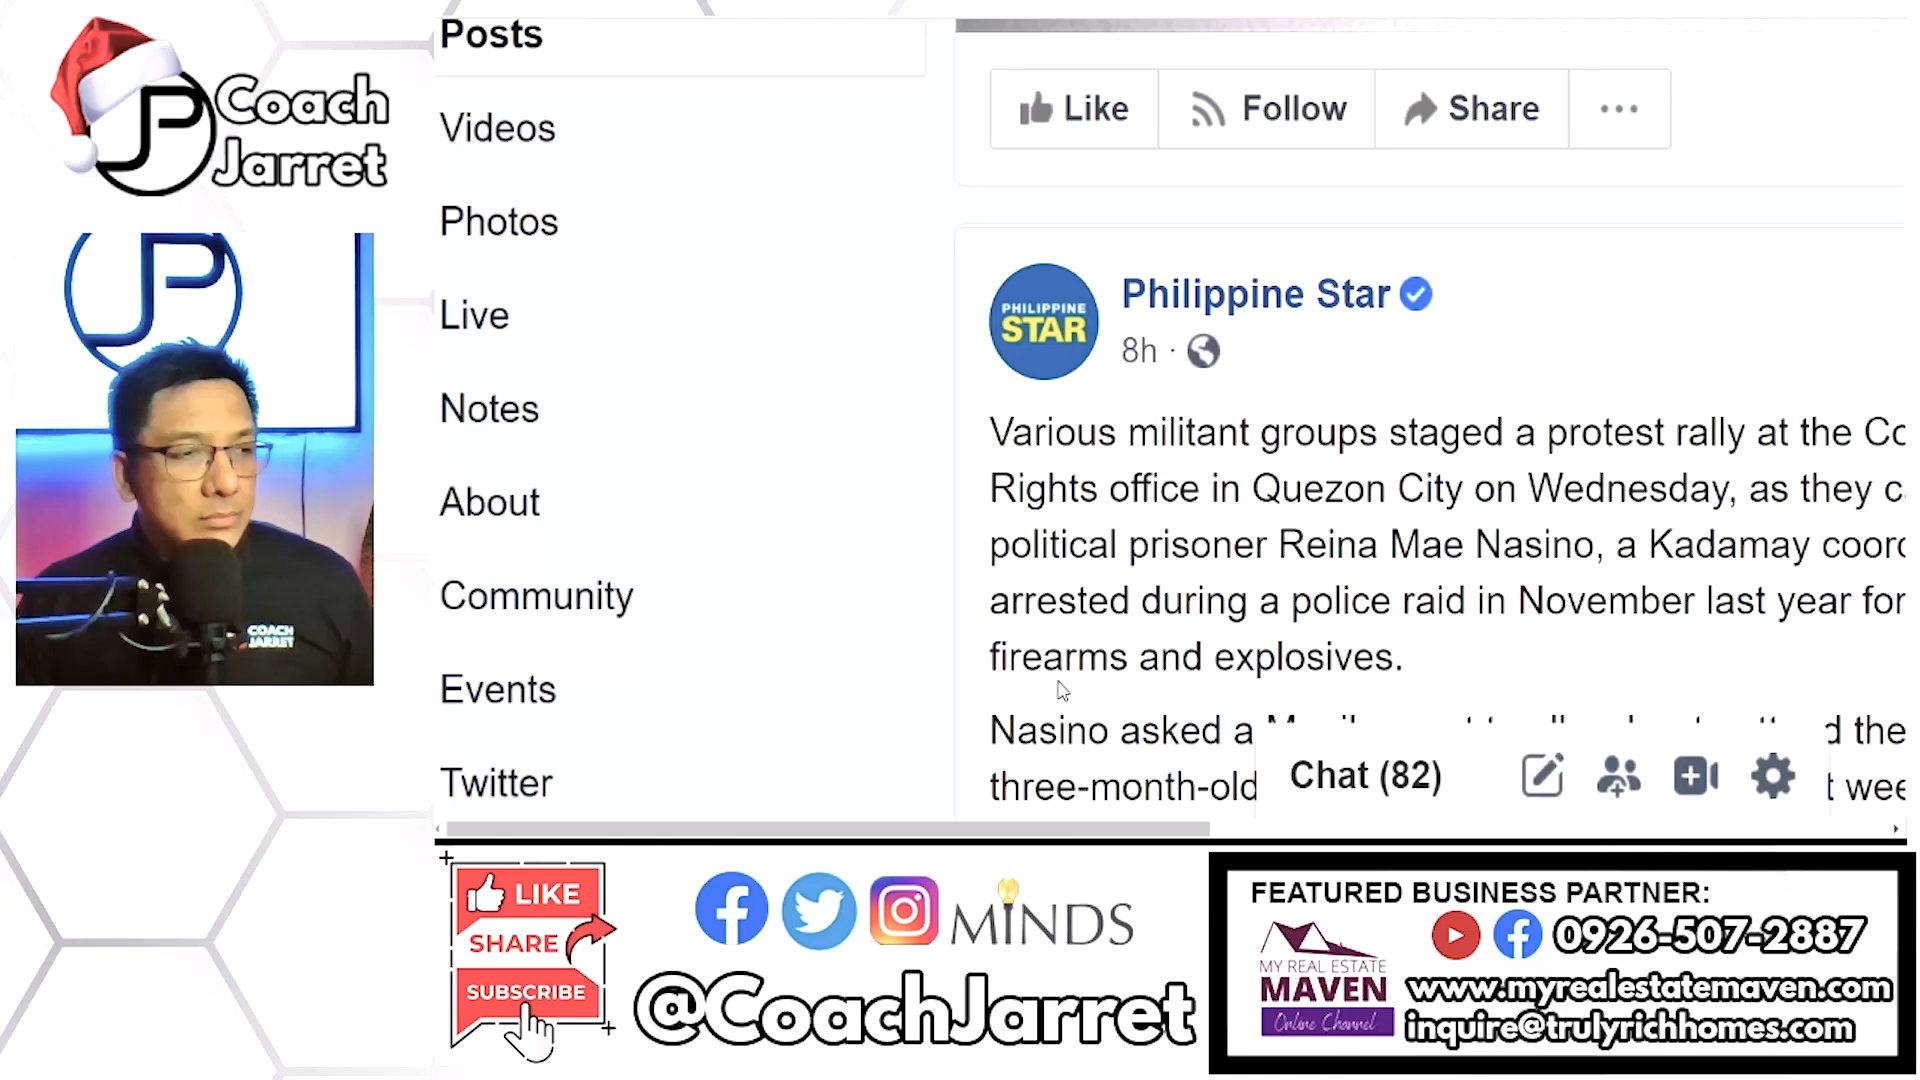 Coach
Jarret
COACH
JARRET
Posts
Videos
Photos
Live
Notes
About
Community
Events
Twitter
Like
Follow
Share
PHILIPPINE
STAR
Philippine Star
8h ·
Various militant groups staged a protest rally at the
Rights office in Quezon City on Wednesday, as they
political prisoner Reina Mae Nasino, a Kadamay
arrested during a police raid in November last year for
firearms and explosives.
Nasino asked a
the
three-month-old
Chat (82)
LIKE
SHARE
SUBSCRIBE
MINDS
@CoachJarret
FEATURED BUSINESS PARTNER:
0926-507-2887
MY REAL ESTATE
MAVEN
Online Channel
www.myrealestatemaven.com
inquire@trulyrichhomes.com